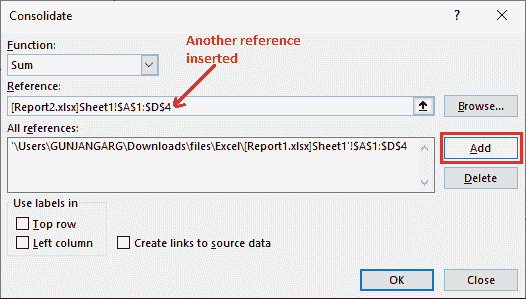 Consolidate
Function:
Another reference
inserted
Sum
Reference:
[Report2.xlsx]Sheet1!$A$1:$D$4
Browse...
All references:
'\Users\GUNJANGARG\Downloads\files\Excel\[Report1.xlsx]Sheet1'!$A$1:$D$4
Add
Delete
Use labels in
Top row
Left column
Create links to source data
OK
Close